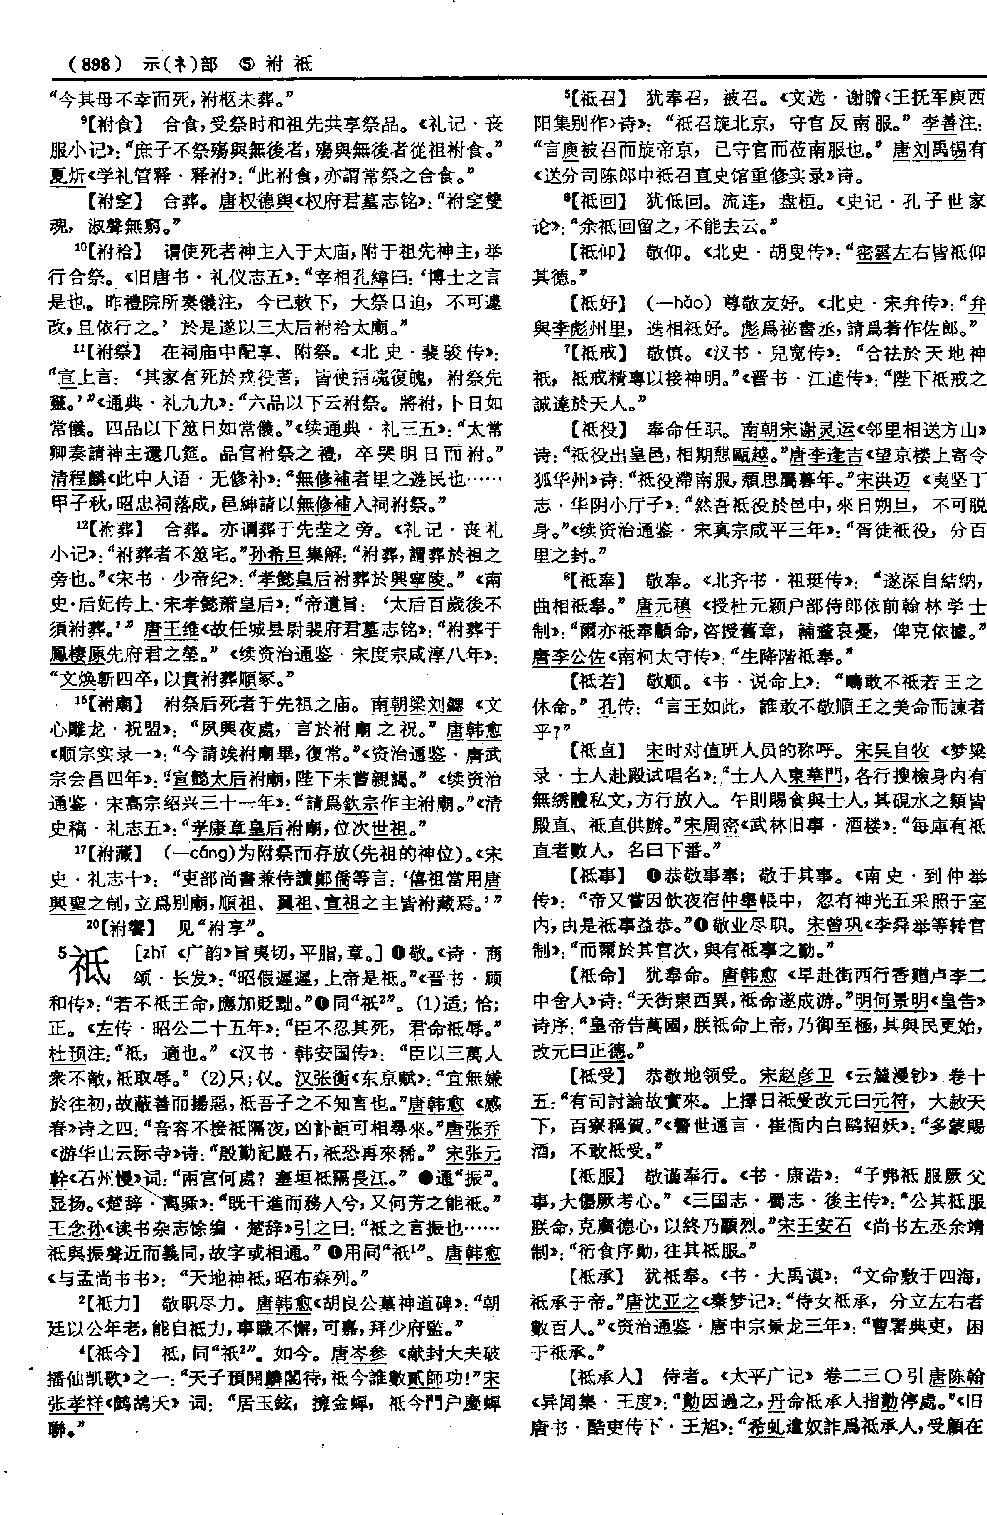 (898) 示(礻)部 ⑤ 祔 祗
“今其母不幸而死，祔柩未葬。”
⁹【祔食】 合食，受祭时和祖先共享祭品。《礼记·丧
服小记》：“庶子不祭殤與無後者，殤與無後者從祖祔食。”
夏炘《学礼管释·释祔》：“此祔食，亦謂常祭之合食。”
【祔窆】 合葬。唐权德舆《权府君墓志铭》：“祔窆雙
魂，淑聲無窮。”
¹⁰【祔祫】 谓使死者神主入于太庙，附于祖先神主，举
行合祭。《旧唐书·礼仪志五》：“宰相孔緯曰：‘博士之言
是也。昨禮院所奏儀注，今已敕下，大祭日迫，不可遽
改，且依行之。’於是遂以三太后祔祫太廟。”
¹¹【祔祭】 在祠庙中配享、附祭。《北史·裴骏传》：
“宣上言：‘其家有死於戎役者，皆使招魂復魄，祔祭先
靈。’”《通典·礼九九》：“六品以下云祔祭。將祔，卜日如
常儀。四品以下筮日如常儀。”《续通典·礼三五》：“太常
卿奏請神主還几筵。品官祔祭之禮，卒哭明日而祔。”
清程麟《此中人语·无修补》：“無修補者里之遊民也……
甲子秋，昭忠祠落成，邑紳請以無修補入祠祔祭。”
¹²【祔葬】 合葬。亦谓葬于先茔之旁。《礼记·丧礼
小记》：“祔葬者不筮宅。”孙希旦集解：“祔葬，謂葬於祖之
旁也。”《宋书·少帝纪》：“孝懿皇后祔葬於興寧陵。”《南
史·后妃传上·宋孝懿萧皇后》：“帝遺旨：‘太后百歲後不
須祔葬。’”唐王维《故任城县尉裴府君墓志铭》：“祔葬于
鳳棲原先府君之塋。”《续资治通鉴·宋度宗咸淳八年》：
“文焕斬四卒，以貴祔葬順冢。”
¹⁵【祔廟】 祔祭后死者于先祖之庙。南朝梁刘勰《文
心雕龙·祝盟》：“夙興夜處，言於祔廟之祝。”唐韩愈
《顺宗实录一》：“今請竢祔廟畢，復常。”《资治通鉴·唐武
宗会昌四年》：“宣懿太后祔廟，陛下未嘗親謁。”《续资治
通鉴·宋高宗绍兴三十一年》：“請爲欽宗作主祔廟。”《清
史稿·礼志五》：“孝康章皇后祔廟，位次世祖。”
¹⁷【祔藏】 (—cáng)为附祭而存放(先祖的神位)。《宋
史·礼志十》：“吏部尚書兼侍讀鄭僑等言：‘僖祖當用唐
興聖之制，立爲别廟，順祖、翼祖、宣祖之主皆祔藏焉。’”
²⁰【祔饗】 见“祔享”。
⁵祗 [zhī《广韵》旨夷切，平脂，章。]❶敬。《诗·商
颂·长发》：“昭假遲遲，上帝是祗。”《晋书·顾
和传》：“若不祗王命，應加貶黜。”❷同“衹²”。(1)适；恰；
正。《左传·昭公二十五年》：“臣不忍其死，君命祗辱。”
杜预注：“祗，適也。”《汉书·韩安国传》：“臣以三萬人
衆不敵，祗取辱。”(2)只；仅。汉张衡《东京赋》：“宜無嫌
於往初，故蔽善而揚惡，祗吾子之不知言也。”唐韩愈《感
春》诗之四：“音容不接祗隔夜，凶訃詎可相尋來。”唐张乔
《游华山云际寺》诗：“殷勤記巖石，祗恐再來稀。”宋张元
幹《石州慢》词：“兩宫何處？塞垣祗隔長江。”❸通“振”。
显扬。《楚辞·离骚》：“既干進而務入兮，又何芳之能祗。”
王念孙《读书杂志馀编·楚辞》引之曰：“祗之言振也……
祗與振聲近而義同，故字或相通。”❹用同“衹¹”。唐韩愈
《与孟尚书书》：“天地神祗，昭布森列。”
²【祗力】 敬职尽力。唐韩愈《胡良公墓神道碑》：“朝
廷以公年老，能自祗力，事職不懈，可嘉，拜少府監。”
⁴【祗今】 祗，同“衹²”。如今。唐岑参《献封大夫破
播仙凯歌》之一：“天子預開麟閣待，祗今誰數貳師功！”宋
张孝祥《鹧鸪天》词：“居玉鉉，擁金蟬，祗今門户慶蟬
聯。”
⁵【祗召】 犹奉召，被召。《文选·谢瞻〈王抚军庾西
阳集别作〉诗》：“祗召旋北京，守官反南服。”李善注：
“言庾被召而旋帝京，己守官而莅南服也。”唐刘禹锡有
《送分司陈郎中祗召直史馆重修实录》诗。
⁶【祗回】 犹低回。流连，盘桓。《史记·孔子世家
论》：“余祗回留之，不能去云。”
【祗仰】 敬仰。《北史·胡叟传》：“密雲左右皆祗仰
其德。”
【祗好】 (—hǎo)尊敬友好。《北史·宋弁传》：“弁
與李彪州里，迭相祗好。彪爲祕書丞，請爲著作佐郎。”
⁷【祗戒】 敬慎。《汉书·兒宽传》：“合祛於天地神
祇，祗戒精專以接神明。”《晋书·江逌传》：“陛下祗戒之
誠達於天人。”
【祗役】 奉命任职。南朝宋谢灵运《邻里相送方山》
诗：“祗役出皇邑，相期憩甌越。”唐李逢吉《望京楼上寄令
狐华州》诗：“祗役滯南服，頹思屬暮年。”宋洪迈《夷坚丁
志·华阴小厅子》：“然吾祗役於邑中，來日朔旦，不可脱
身。”《续资治通鉴·宋真宗咸平三年》：“胥徒祗役，分百
里之封。”
⁸【祗奉】 敬奉。《北齐书·祖珽传》：“遂深自結納，
曲相祗奉。”唐元稹《授杜元颖户部侍郎依前翰林学士
制》：“爾亦祗奉顧命，咨授舊章，輔釐哀憂，俾克依據。”
唐李公佐《南柯太守传》：“生降階祗奉。”
【祗若】 敬顺。《书·说命上》：“疇敢不祗若王之
休命。”孔传：“言王如此，誰敢不敬順王之美命而諫者
乎？”
【祗直】 宋时对值班人员的称呼。宋吴自牧《梦粱
录·士人赴殿试唱名》：“士人入東華門，各行搜檢身内有
無绣體私文，方行放入。午則賜食與士人，其硯水之類皆
殿直、祗直供辦。”宋周密《武林旧事·酒楼》：“每庫有祗
直者數人，名曰下番。”
【祗事】 ❶恭敬事奉；敬于其事。《南史·到仲举
传》：“帝又嘗因飲夜宿仲舉帳中，忽有神光五采照于室
内，由是祗事益恭。”❷敬业尽职。宋曾巩《李舜举等转官
制》：“而爾於其官次，與有祗事之勤。”
【祗命】 犹奉命。唐韩愈《早赴街西行香赠卢李二
中舍人》诗：“天街東西異，祗命遂成游。”明何景明《皇告》
诗序：“皇帝告萬國，朕祗命上帝，乃御至極，其與民更始，
改元曰正德。”
【祗受】 恭敬地领受。宋赵彦卫《云麓漫钞》卷十
五：“有司討論故實來。上擇日祗受改元曰元符，大赦天
下，百寮稱賀。”《警世通言·崔衙内白鹞招妖》：“多蒙賜
酒，不敢祗受。”
【祗服】 敬谨奉行。《书·康诰》：“子弗祗服厥父
事，大傷厥考心。”《三国志·蜀志·後主传》：“公其祗服
朕命，克廣德心，以終乃顯烈。”宋王安石《尚书左丞余靖
制》：“衍食序勳，往其祗服。”
【祗承】 犹祗奉。《书·大禹谟》：“文命敷于四海，
祗承于帝。”唐沈亚之《秦梦记》：“侍女祗承，分立左右者
數百人。”《资治通鉴·唐中宗景龙三年》：“曹署典吏，困
于祗承。”
【祗承人】 侍者。《太平广记》卷二三〇引唐陈翰
《异闻集·王度》：“勣因過之，丹命祗承人指勣停處。”《旧
唐书·酷吏传下·王旭》：“希虬遣奴詐爲祗承人，受顧在